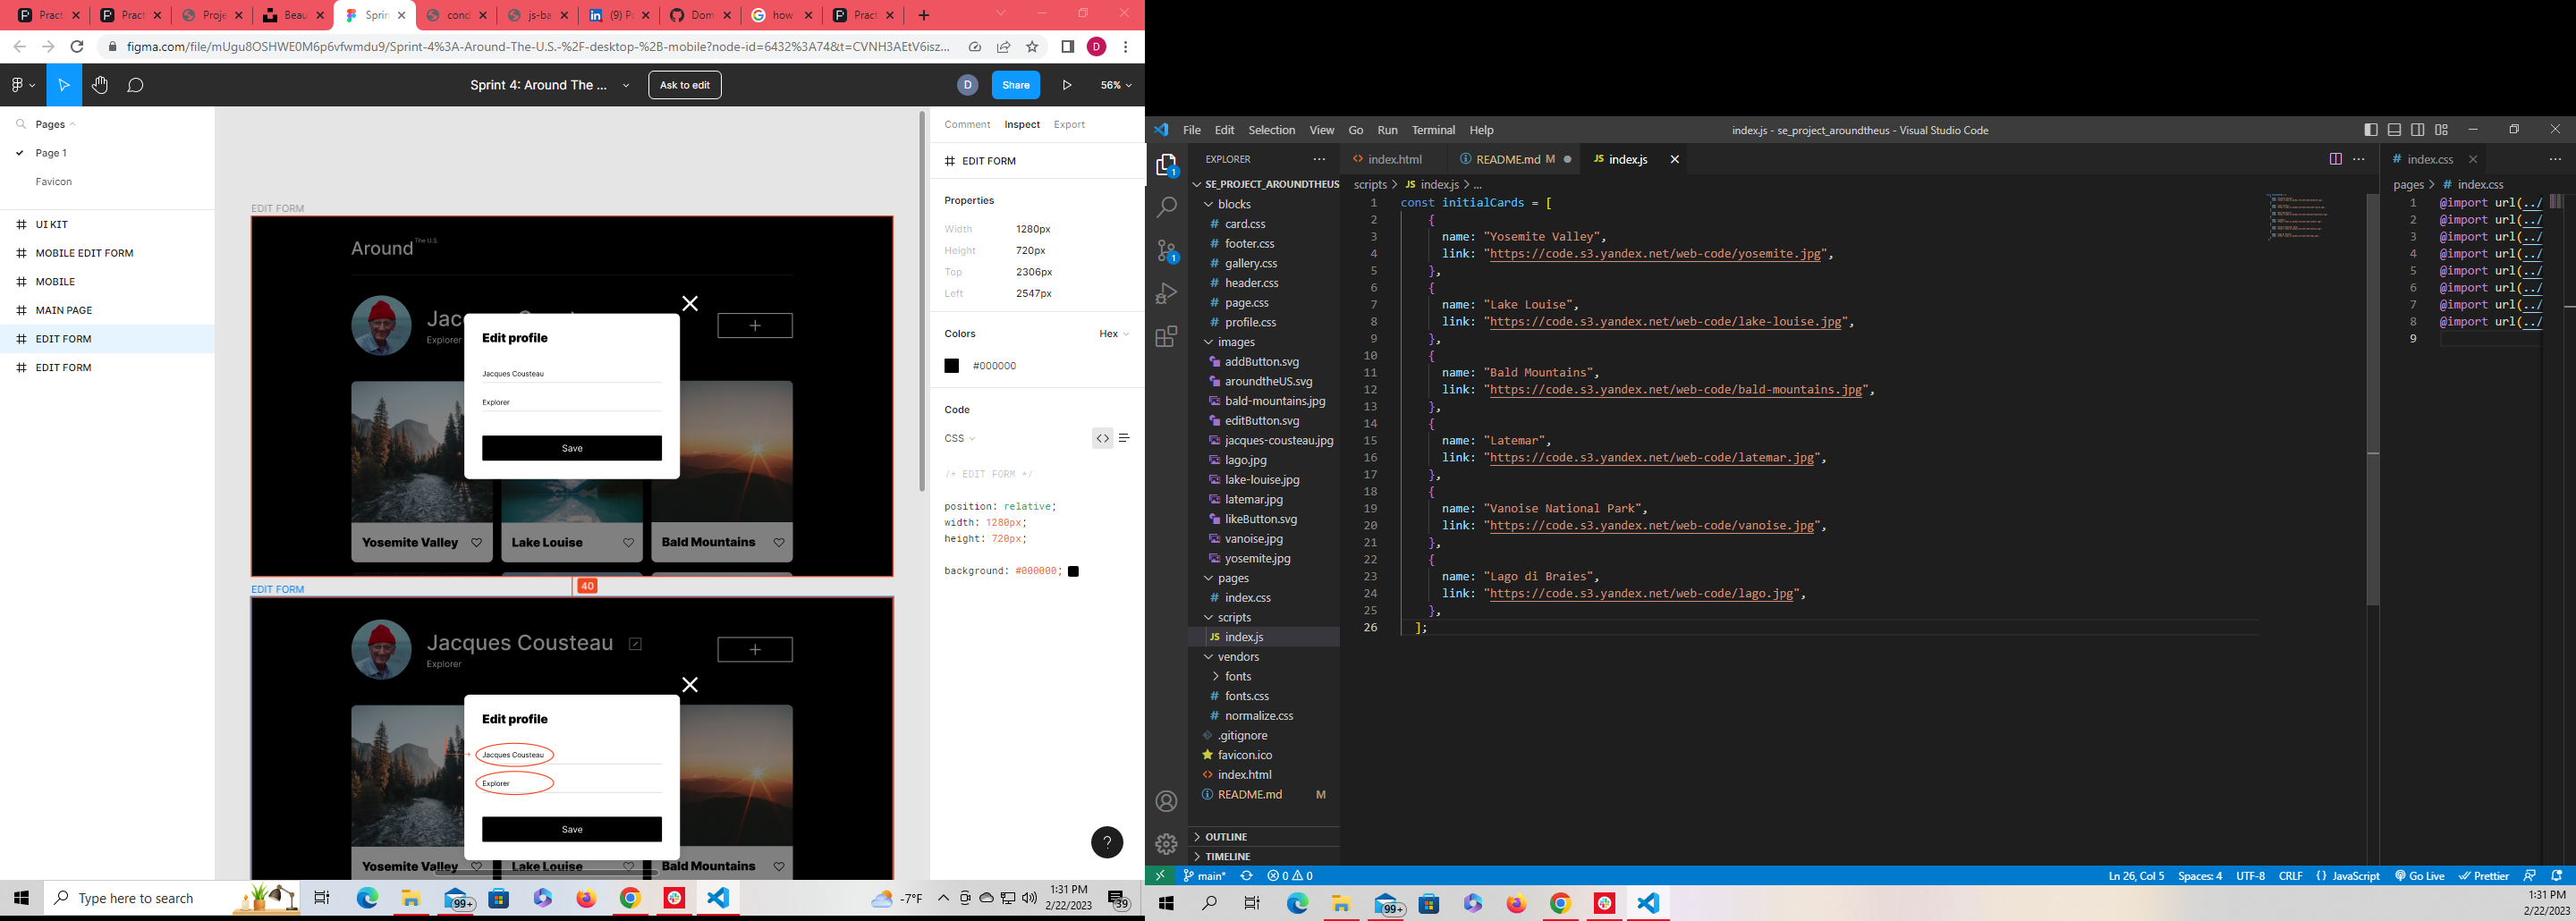 Pract
Pract
Proje
Beau
Sprin
cond
js-ba
(9) P
Dom
how
Pract
figma.com/file/mUgu8OSHWE0M6p6vfwmdu9/Sprint-4%3A-Around-The-U.S.-%2F-desktop-%2B-mobile?node-id=6432%3A74&t=CVNH3AEtV6isz...
D
Sprint 4: Around The ...
Ask to edit
D
Share
56%
Pages
Page 1
Favicon
UI KIT
MOBILE EDIT FORM
MOBILE
MAIN PAGE
EDIT FORM
EDIT FORM
EDIT FORM
Around The U.S.
Explorer
Edit profile
Jacques Cousteau
Explorer
Save
Yosemite Valley
Lake Louise
Bald Mountains
40
EDIT FORM
Jacques Cousteau
Explorer
Edit profile
Jacques Cousteau
Explorer
Save
Yosemite Valley
Lake Louise
Bald Mountains
Comment Inspect Export
EDIT FORM
Properties
Width 1280px
Height 720px
Top 2306px
Left 2547px
Colors Hex
#000000
Code
CSS
/* EDIT FORM */
position: relative;
width: 1280px;
height: 720px;
background: #000000;
?
Type here to search
99+
-7°F
1:31 PM
2/22/2023
39
File Edit Selection View Go Run Terminal Help
index.js - se_project_aroundtheus - Visual Studio Code
1
1
EXPLORER
SE_PROJECT_AROUNDTHEUS
blocks
card.css
footer.css
gallery.css
header.css
page.css
profile.css
images
addButton.svg
aroundtheUS.svg
bald-mountains.jpg
editButton.svg
jacques-cousteau.jpg
lago.jpg
lake-louise.jpg
latemar.jpg
likeButton.svg
vanoise.jpg
yosemite.jpg
pages
index.css
scripts
JS index.js
vendors
fonts
fonts.css
normalize.css
.gitignore
favicon.ico
index.html
README.md M
OUTLINE
TIMELINE
index.html
README.md M
JS index.js
scripts > JS index.js > ...
1 const initialCards = [
2 {
3 name: "Yosemite Valley",
4 link: "https://code.s3.yandex.net/web-code/yosemite.jpg",
5 },
6 {
7 name: "Lake Louise",
8 link: "https://code.s3.yandex.net/web-code/lake-louise.jpg",
9 },
10 {
11 name: "Bald Mountains",
12 link: "https://code.s3.yandex.net/web-code/bald-mountains.jpg",
13 },
14 {
15 name: "Latemar",
16 link: "https://code.s3.yandex.net/web-code/latemar.jpg",
17 },
18 {
19 name: "Vanoise National Park",
20 link: "https://code.s3.yandex.net/web-code/vanoise.jpg",
21 },
22 {
23 name: "Lago di Braies",
24 link: "https://code.s3.yandex.net/web-code/lago.jpg",
25 },
26 ];
# index.css
pages > # index.css
1 @import url(../
2 @import url(../
3 @import url(../
4 @import url(../
5 @import url(../
6 @import url(../
7 @import url(../
8 @import url(../
9
main*
0 0
Ln 26, Col 5
Spaces: 4
UTF-8
CRLF
{ } JavaScript
Go Live
Prettier
99+
1:31 PM
2/22/2023